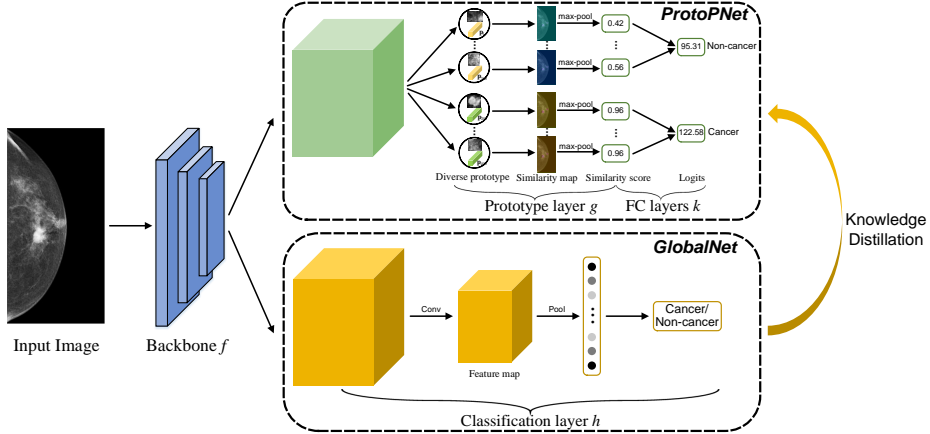 ProtoPNet
max-pool
0.42
max-pool
0.56
95.31
Non-cancer
max-pool
0.96
max-pool
0.96
122.58
Cancer
Diverse prototype
Similarity map
Similarity score
Logits
Prototype layer g
FC layers k
Input Image
Backbone f
GlobalNet
Conv
Feature map
Pool
Cancer/
Non-cancer
Classification layer h
Knowledge
Distillation